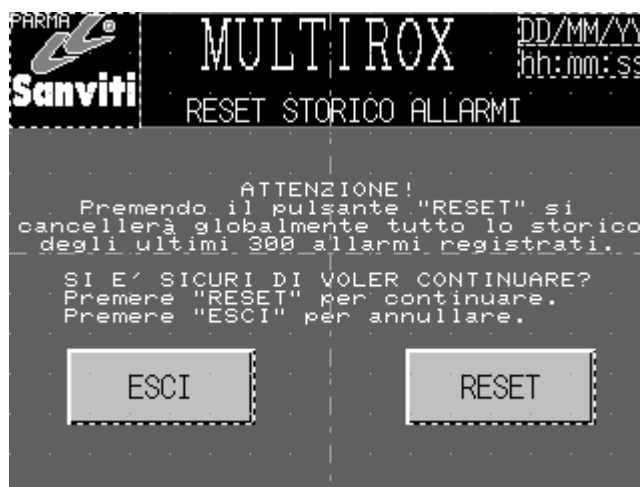 PARMA
Sanviti
MULTIROX
DD/MM/YY
hh:mm:ss
RESET STORICO ALLARMI
ATTENZIONE!
Premendo il pulsante "RESET" si
cancellerà globalmente tutto lo storico
degli ultimi 300 allarmi registrati.
SI E´ SICURI DI VOLER CONTINUARE?
Premere "RESET" per continuare.
Premere "ESCI" per annullare.
ESCI
RESET